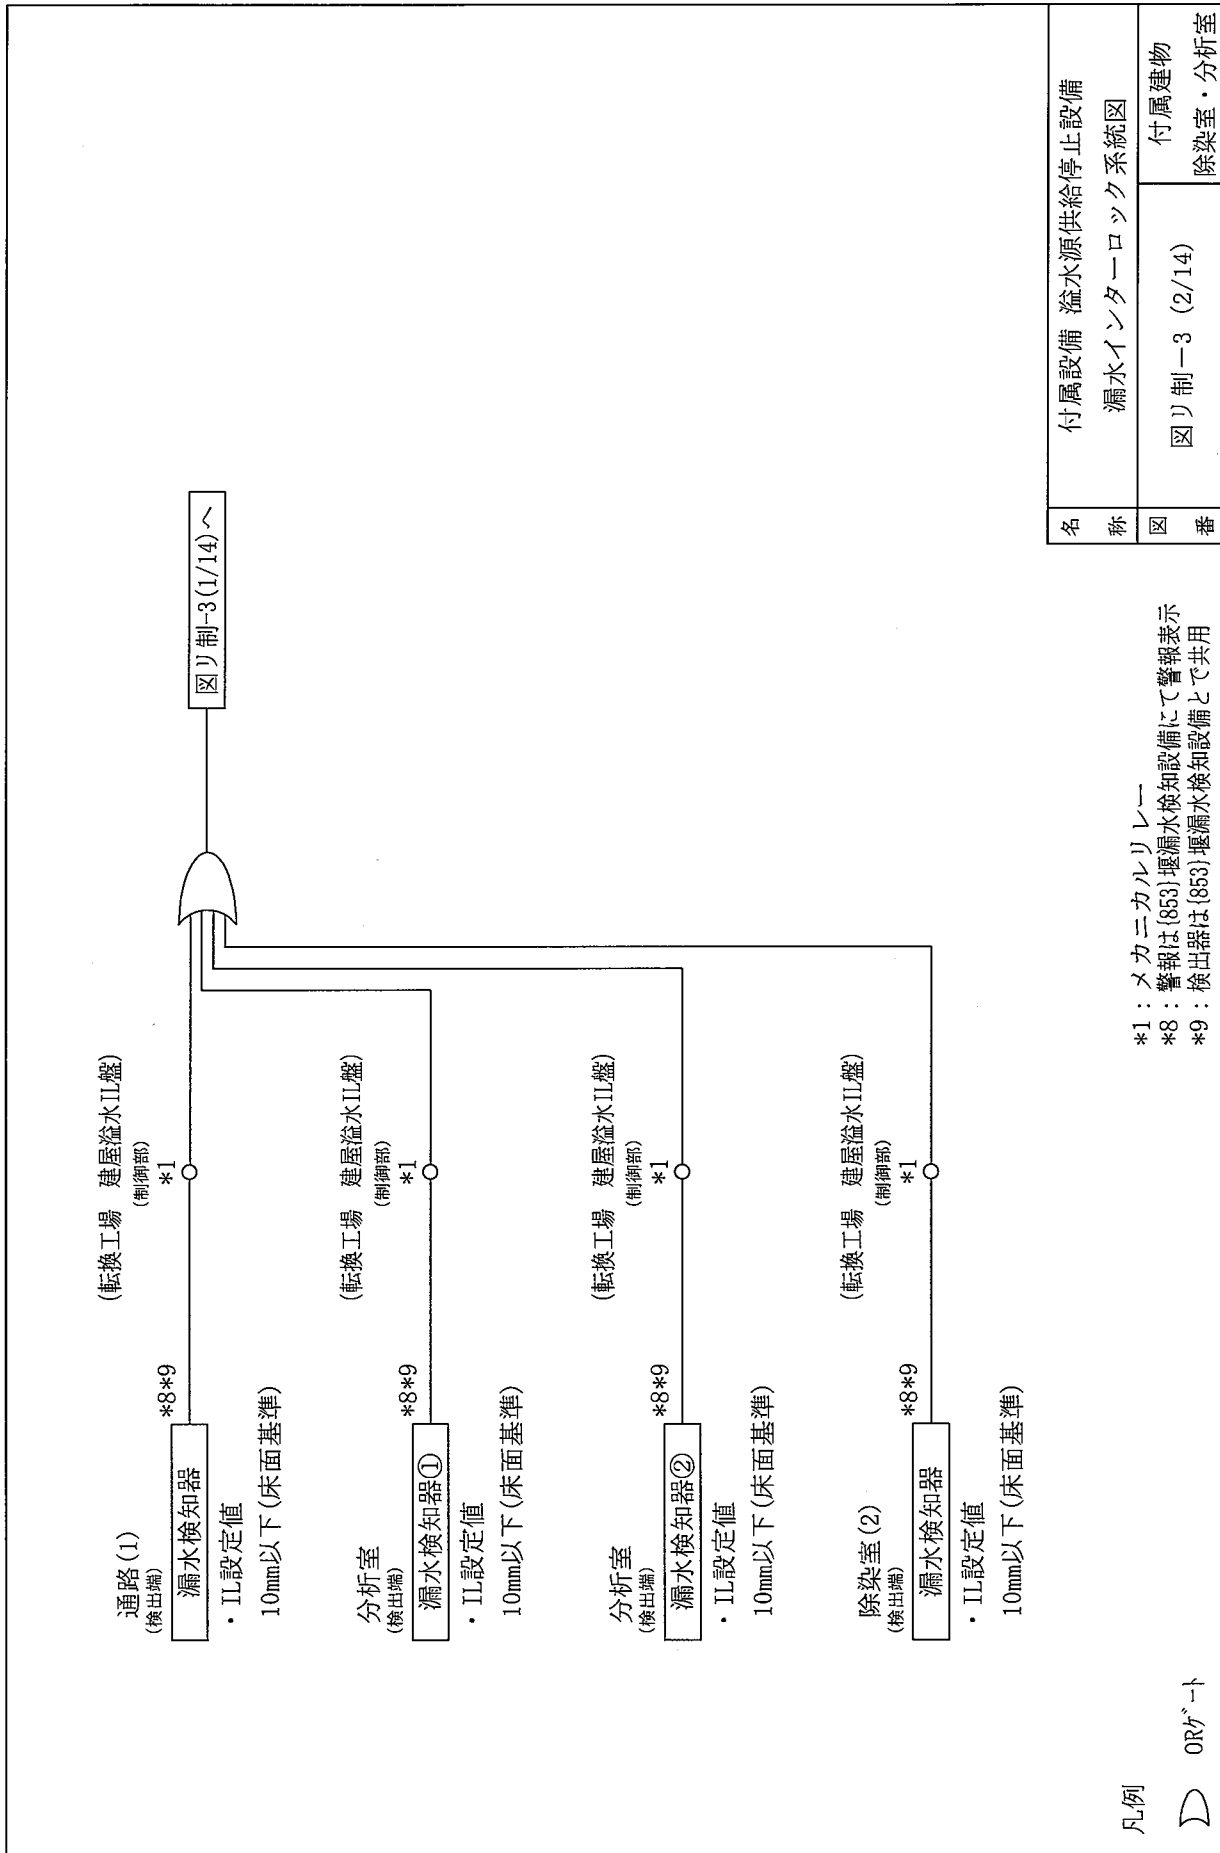 通路(1)
(検出端)
漏水検知器
*8*9
・IL設定値
10mm以下(床面基準)
(転換工場 建屋溢水IL盤)
(制御部)
*1
分析室
(検出端)
漏水検知器①
*8*9
・IL設定値
10mm以下(床面基準)
(転換工場 建屋溢水IL盤)
(制御部)
*1
分析室
(検出端)
漏水検知器②
*8*9
・IL設定値
10mm以下(床面基準)
(転換工場 建屋溢水IL盤)
(制御部)
*1
除染室(2)
(検出端)
漏水検知器
*8*9
・IL設定値
10mm以下(床面基準)
(転換工場 建屋溢水IL盤)
(制御部)
*1
図リ制-3(1/14)へ
凡例
ORゲート
*1:メカニカルリレー
*8:警報は{853}堰漏水検知設備にて警報表示
*9:検出器は{853}堰漏水検知設備とで共用
名称
付属設備 溢水源供給停止設備
漏水インターロック系統図
図番
図リ制-3 (2/14)
付属建物
除染室・分析室